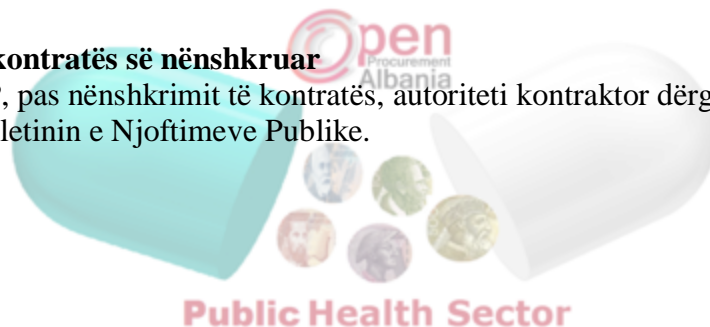 Open
Procurement
Albania
kontratës së nënshkruar
, pas nënshkrimit të kontratës, autoriteti kontraktor dërg
letinin e Njoftimeve Publike.
Public Health Sector